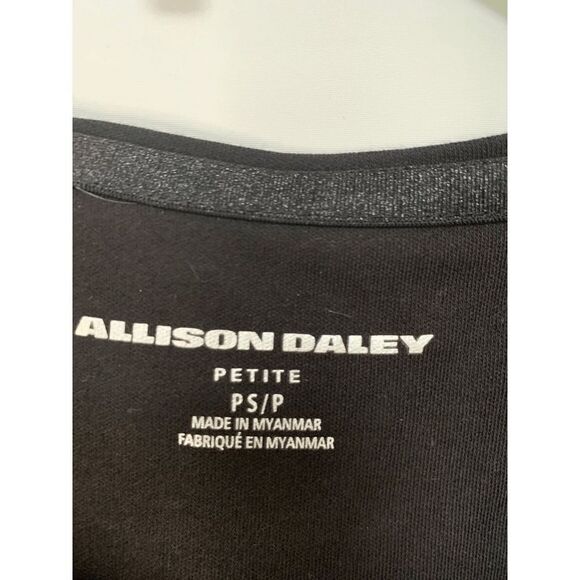 ALLISON DALEY
PETITE
PS/P
MADE IN MYANMAR
FABRIQUÉ EN MYANMAR